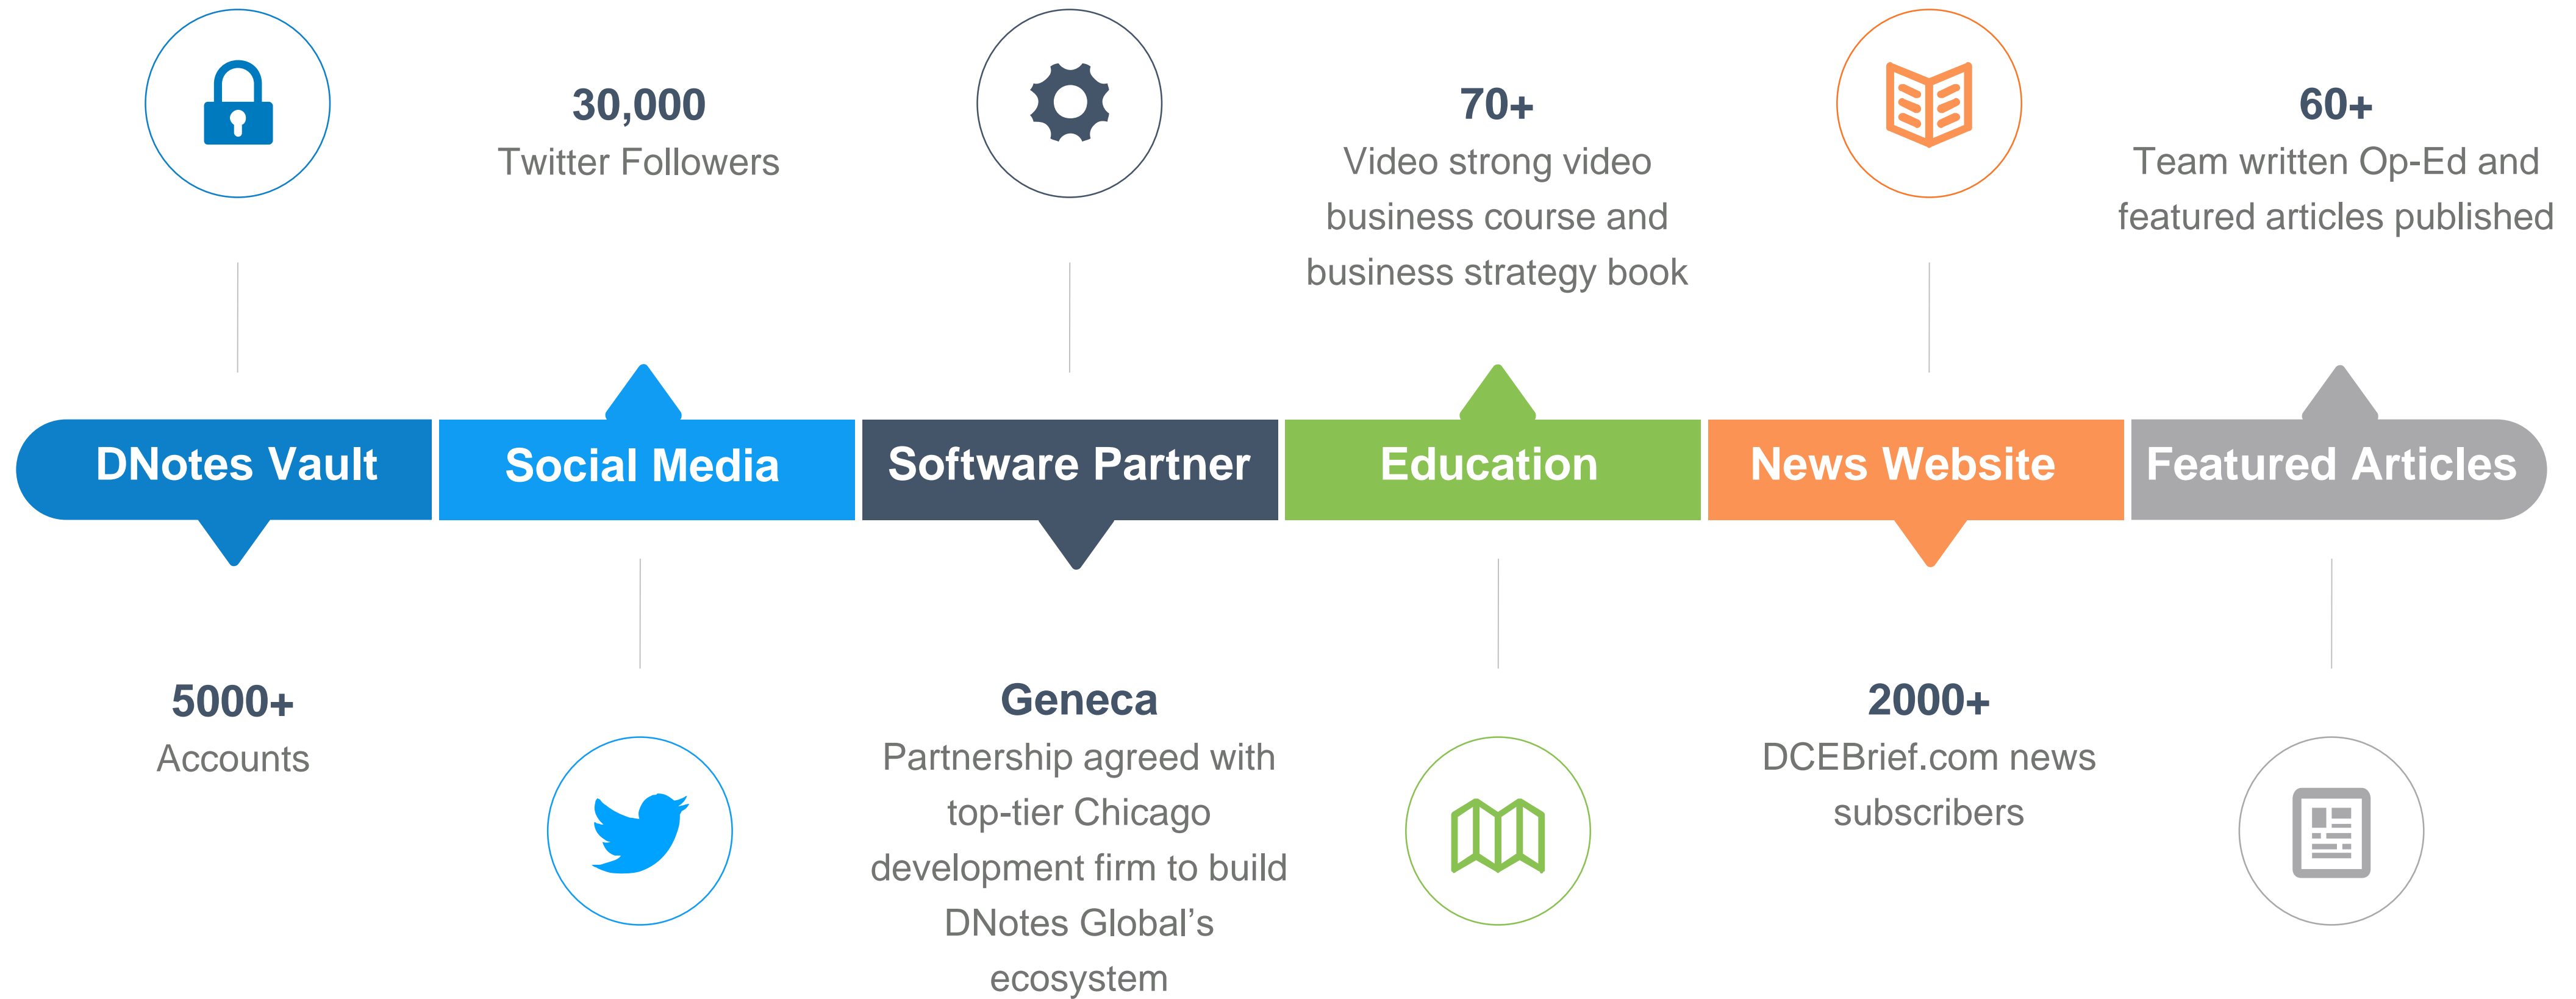 30,000
Twitter Followers
70+
Video strong video
business course and
business strategy book
60+
Team written Op-Ed and
featured articles published
DNotes Vault
Social Media
Software Partner
Education
News Website
Featured Articles
5000+
Accounts
Geneca
Partnership agreed with
top-tier Chicago
development firm to build
DNotes Global’s
ecosystem
2000+
DCEBrief.com news
subscribers